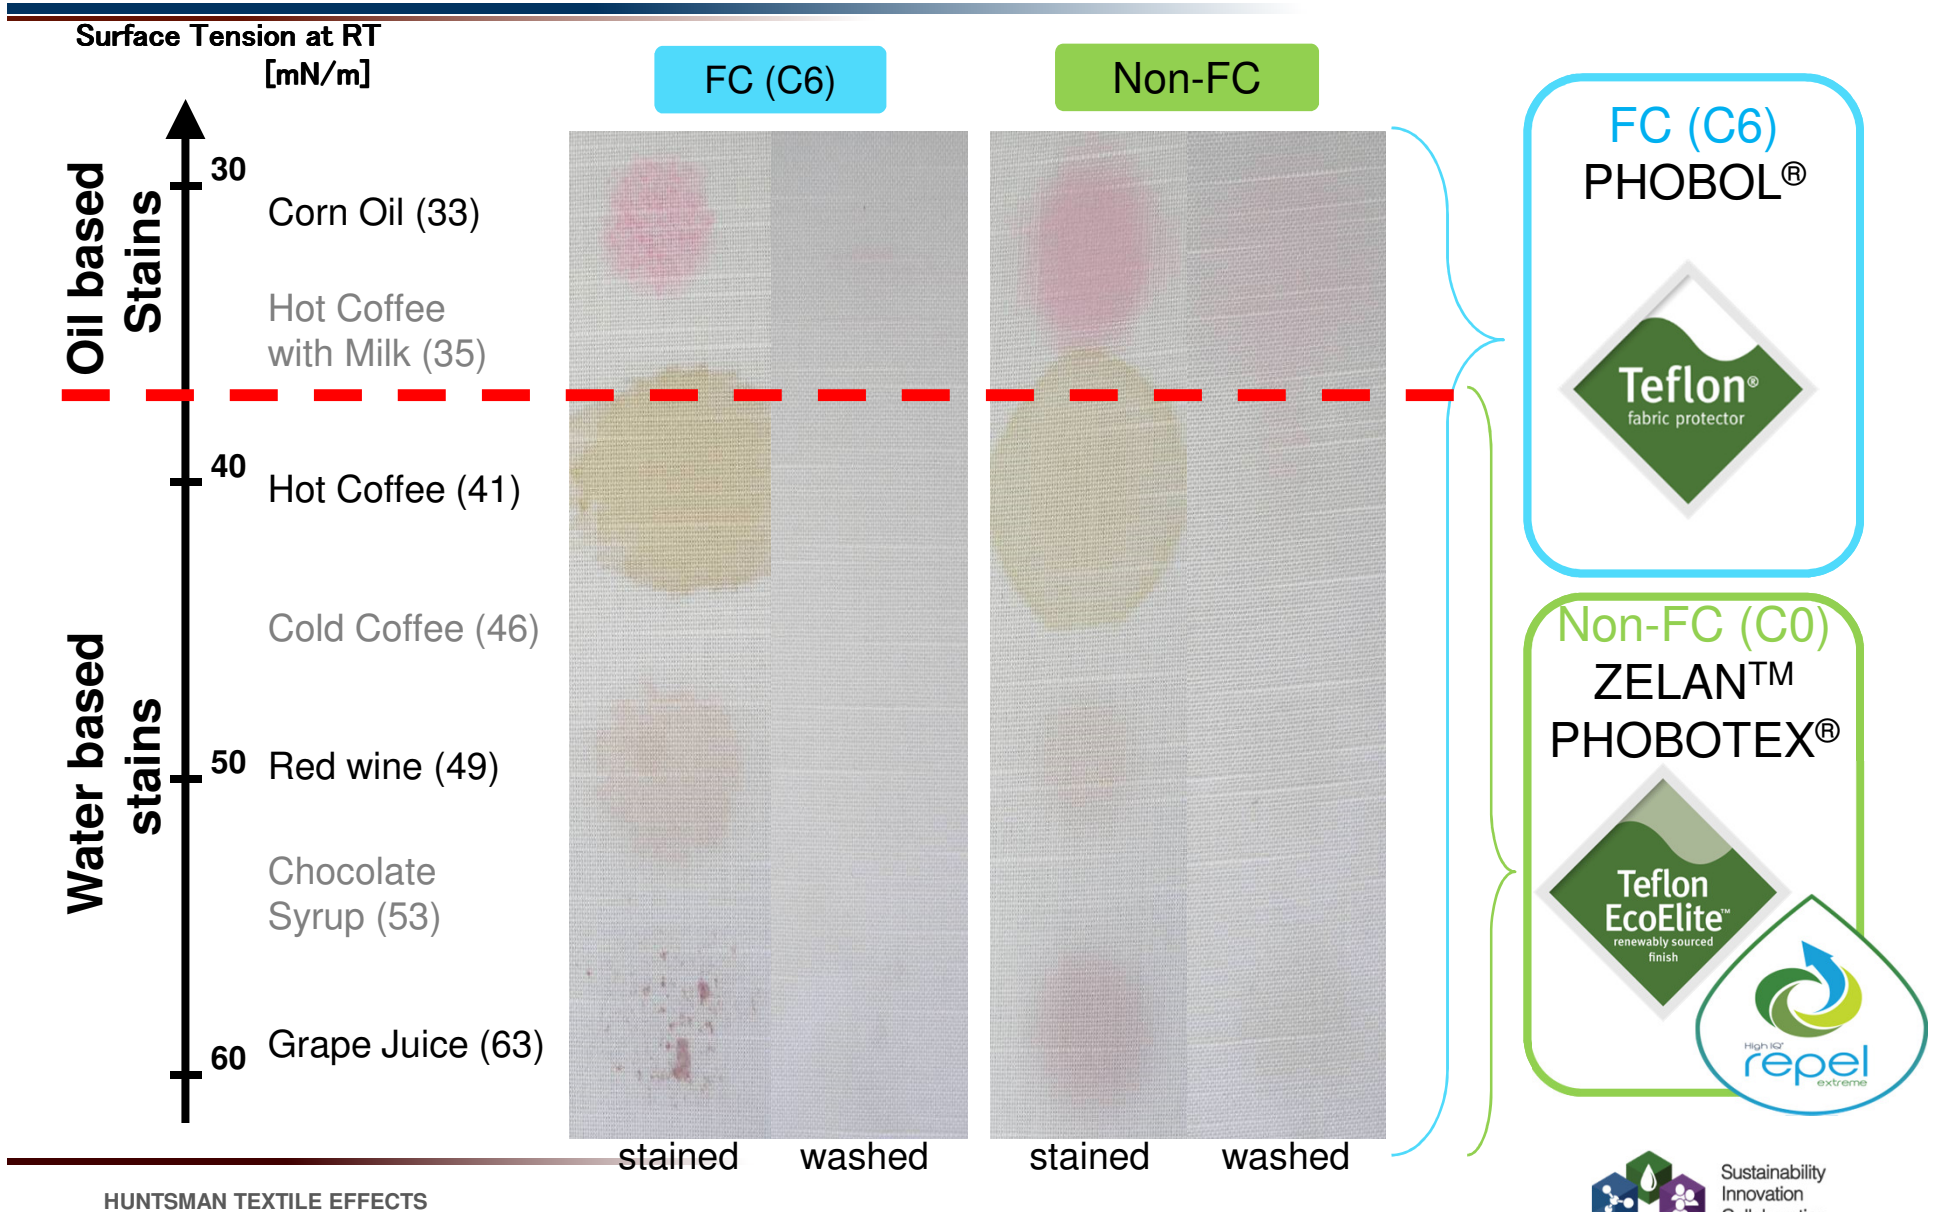 Surface Tension at RT
[mN/m]
FC (C6)
Non-FC
Oil based
Stains
Water based
stains
30
40
50
60
Corn Oil (33)
Hot Coffee
with Milk (35)
Hot Coffee (41)
Cold Coffee (46)
Red wine (49)
Chocolate
Syrup (53)
Grape Juice (63)
stained
washed
stained
washed
FC (C6)
PHOBOL®
Teflon®
fabric protector
Non-FC (C0)
ZELAN™
PHOBOTEX®
Teflon
EcoElite™
renewably sourced
finish
High IQ®
repel
extreme
HUNTSMAN TEXTILE EFFECTS
Sustainability
Innovation